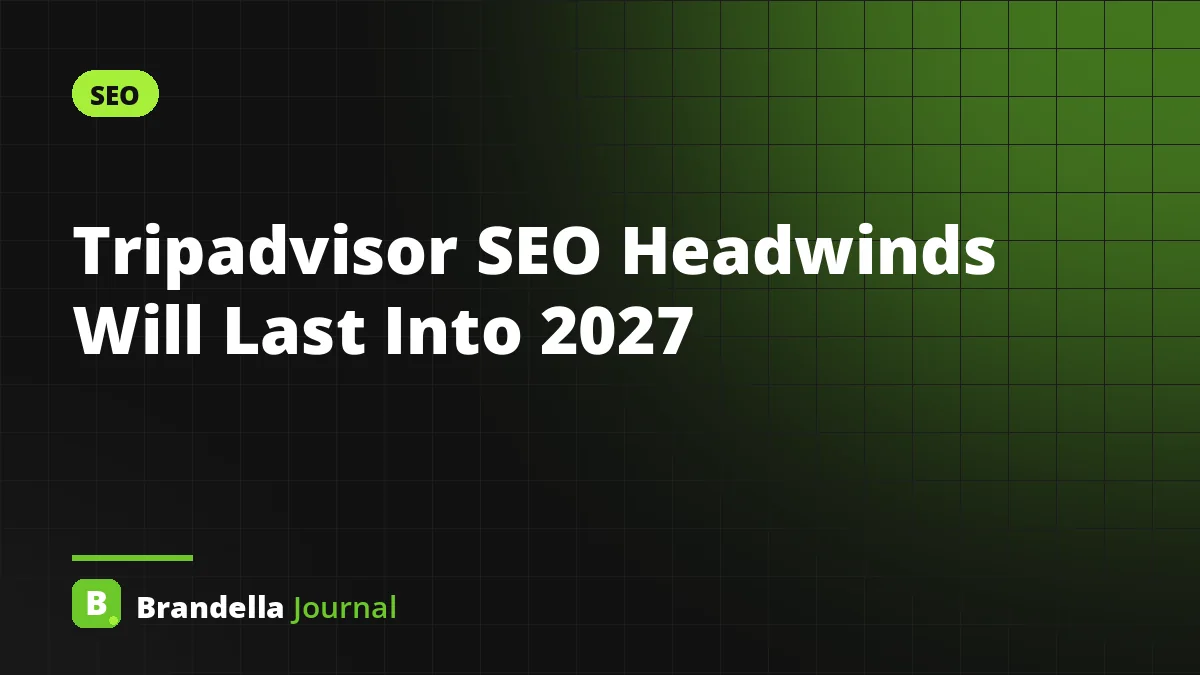 SEO
Tripadvisor SEO Headwinds
Will Last Into 2027
B
Brandella Journal